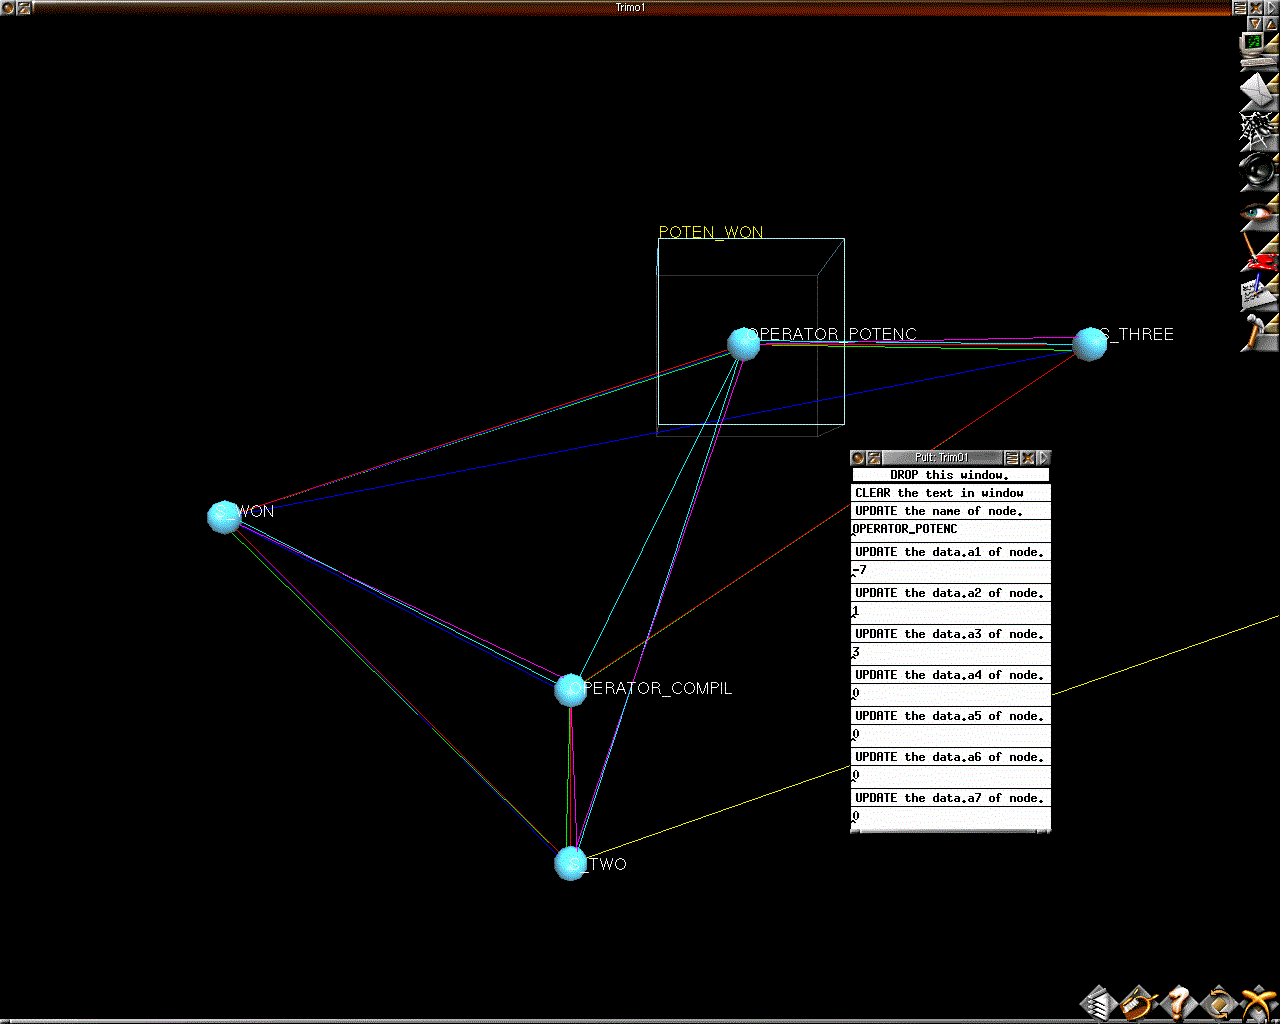 Trimo1
POTEN_WON
OPERATOR_POTENC
S_THREE
WON
OPERATOR_COMPIL
S_TWO
Pult: Trim01
DROP this window.
CLEAR the text in window
UPDATE the name of node.
OPERATOR_POTENC
UPDATE the data.a1 of node.
-7
UPDATE the data.a2 of node.
1
UPDATE the data.a3 of node.
3
UPDATE the data.a4 of node.
0
UPDATE the data.a5 of node.
0
UPDATE the data.a6 of node.
0
UPDATE the data.a7 of node.
0